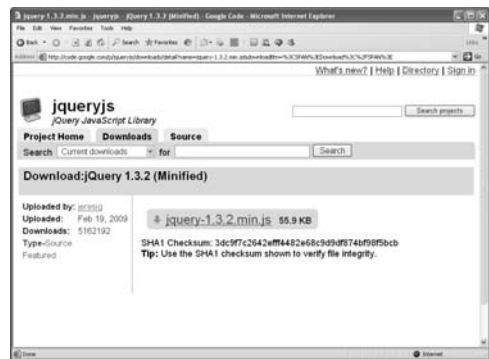 jquery-1.3.2.min.js - jqueryjs - jQuery 1.3.2 (Minified) - Google Code - Microsoft Internet Explorer
File Edit View Favorites Tools Help
Back Search Favorites
Address Go
What's new? | Help | Directory | Sign in
jqueryjs
jQuery JavaScript Library
Search projects
Project Home Downloads Source
Search Current downloads for Search
Download:jQuery 1.3.2 (Minified)
Uploaded by: jeresig
Uploaded: Feb 19, 2009
Downloads: 5162192
Type-Source
Featured
jquery-1.3.2.min.js 55.9 KB
SHA1 Checksum: 3dc9f7c2642efff4482e68c9d9df874bf98f5bcb
Tip: Use the SHA1 checksum shown to verify file integrity.
Done Internet